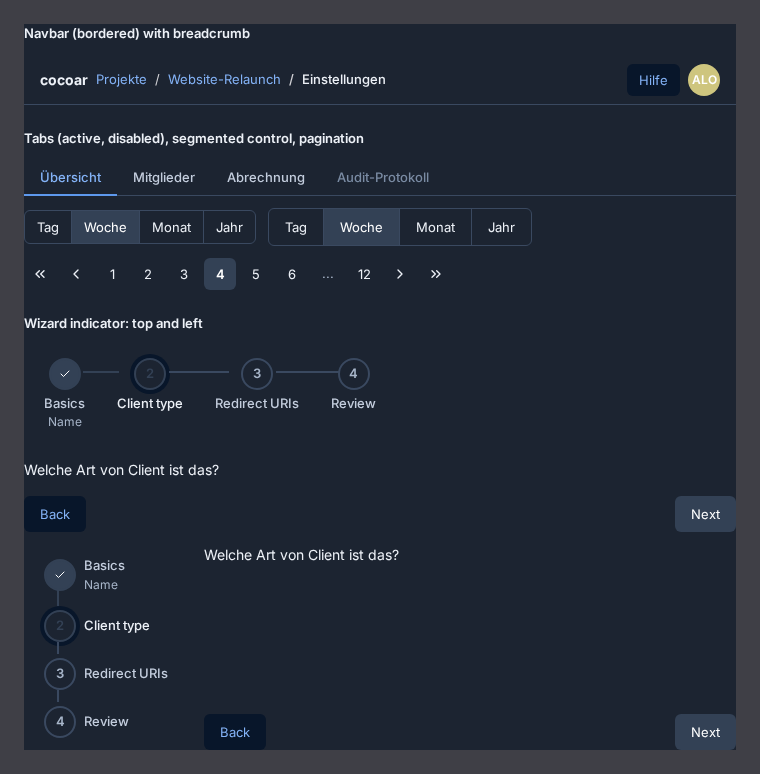 Navbar (bordered) with breadcrumb
cocoar Projekte / Website-Relaunch / Einstellungen Hilfe ALO
Tabs (active, disabled), segmented control, pagination
Übersicht Mitglieder Abrechnung Audit-Protokoll
Tag Woche Monat Jahr Tag Woche Monat Jahr
1 2 3 4 5 6 ... 12
Wizard indicator: top and left
2 3 4
Basics Client type Redirect URIs Review
Name
Welche Art von Client ist das?
Back Next
Welche Art von Client ist das?
Basics
Name
2 Client type
3 Redirect URIs
4 Review
Back Next